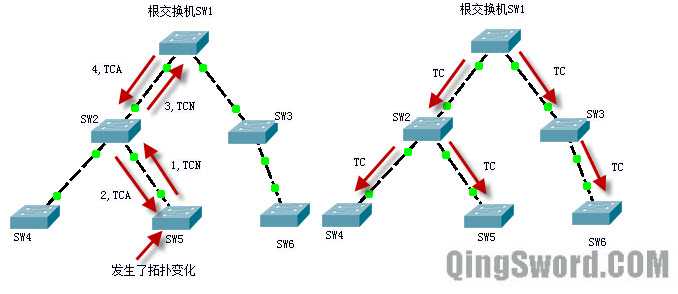 根交换机SW1
4,TCA
3,TCN
SW2
SW3
1,TCN
2,TCA
SW4
SW5
SW6
发生了拓扑变化
根交换机SW1
TC
TC
SW2
SW3
TC
TC
TC
SW4
SW5
SW6
QingSword.COM